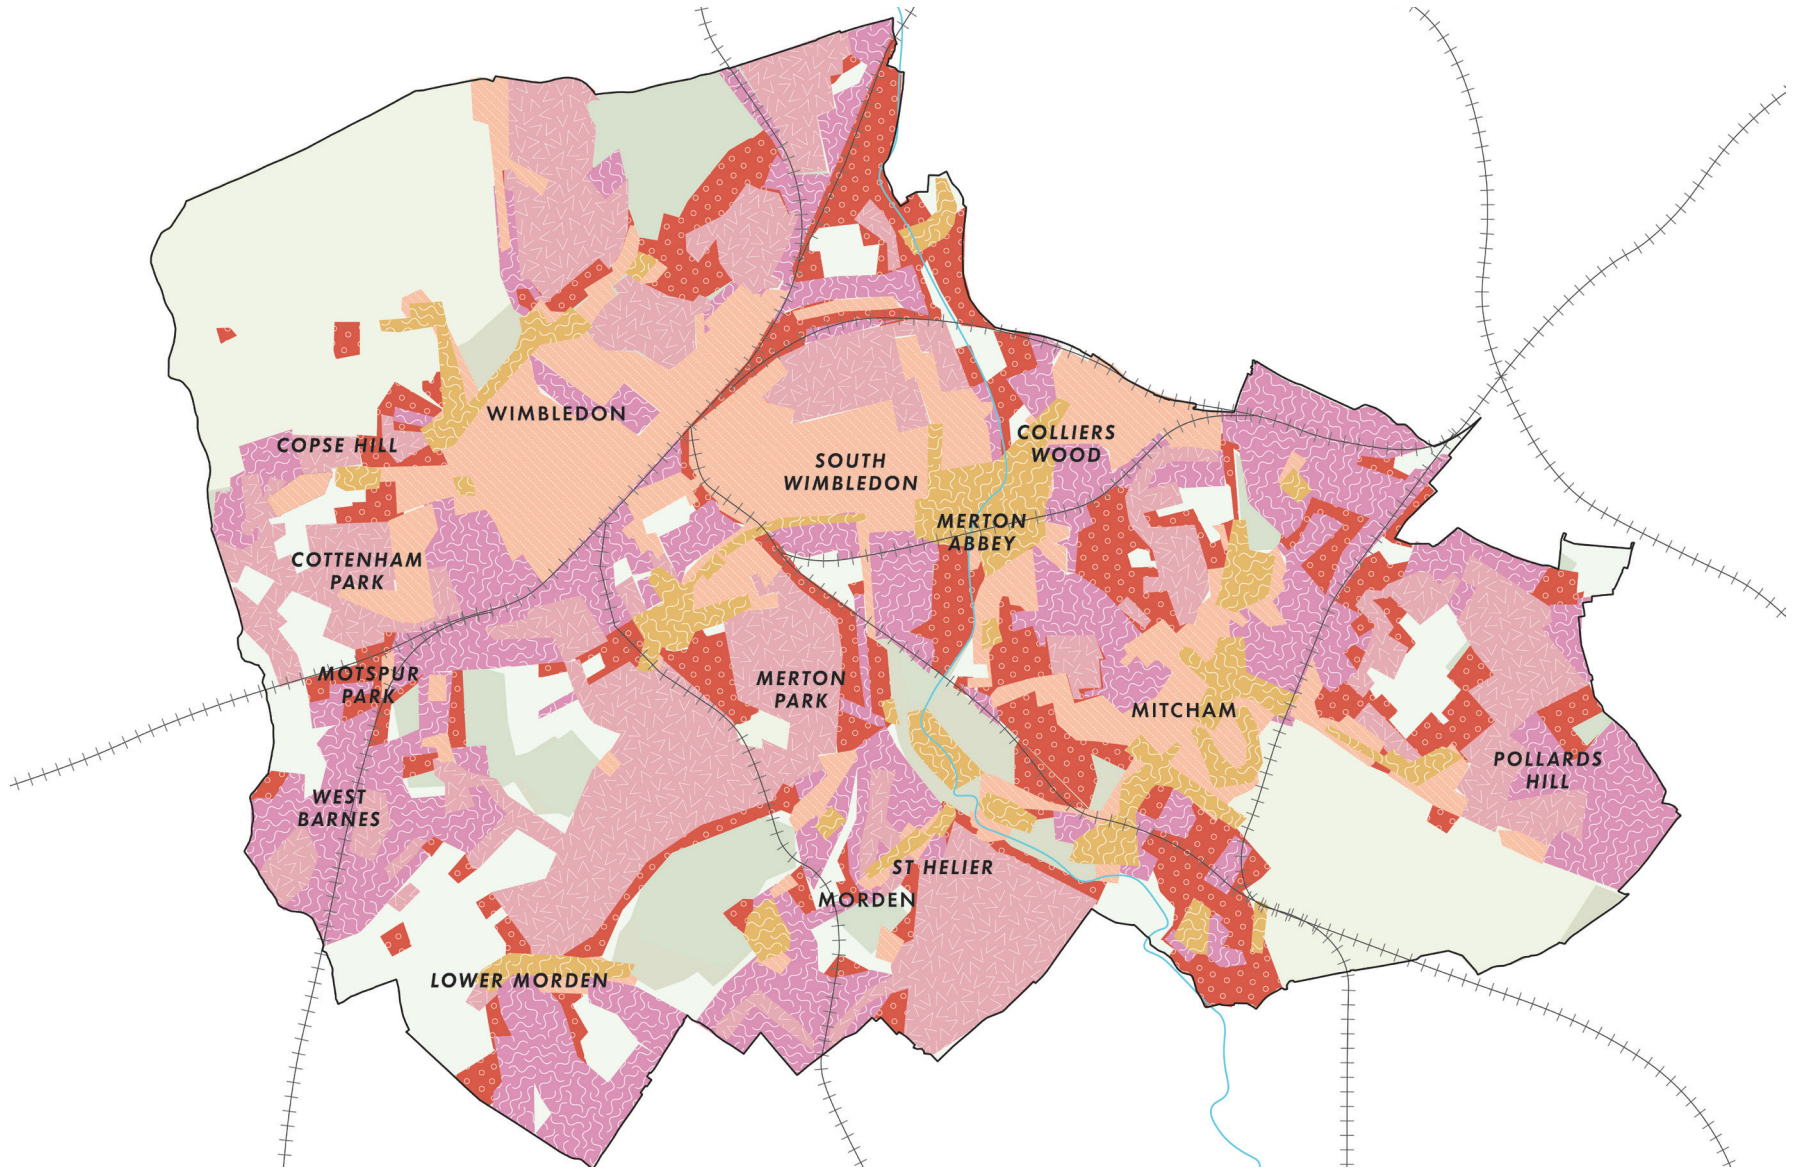 WIMBLEDON
COPSE HILL
COLLIERS
WOOD
SOUTH
WIMBLEDON
MERTON
ABBEY
COTTENHAM
PARK
MOTSPUR
PARK
MERTON
PARK
MITCHAM
POLLARDS
HILL
WEST
BARNES
ST HELIER
MORDEN
LOWER MORDEN